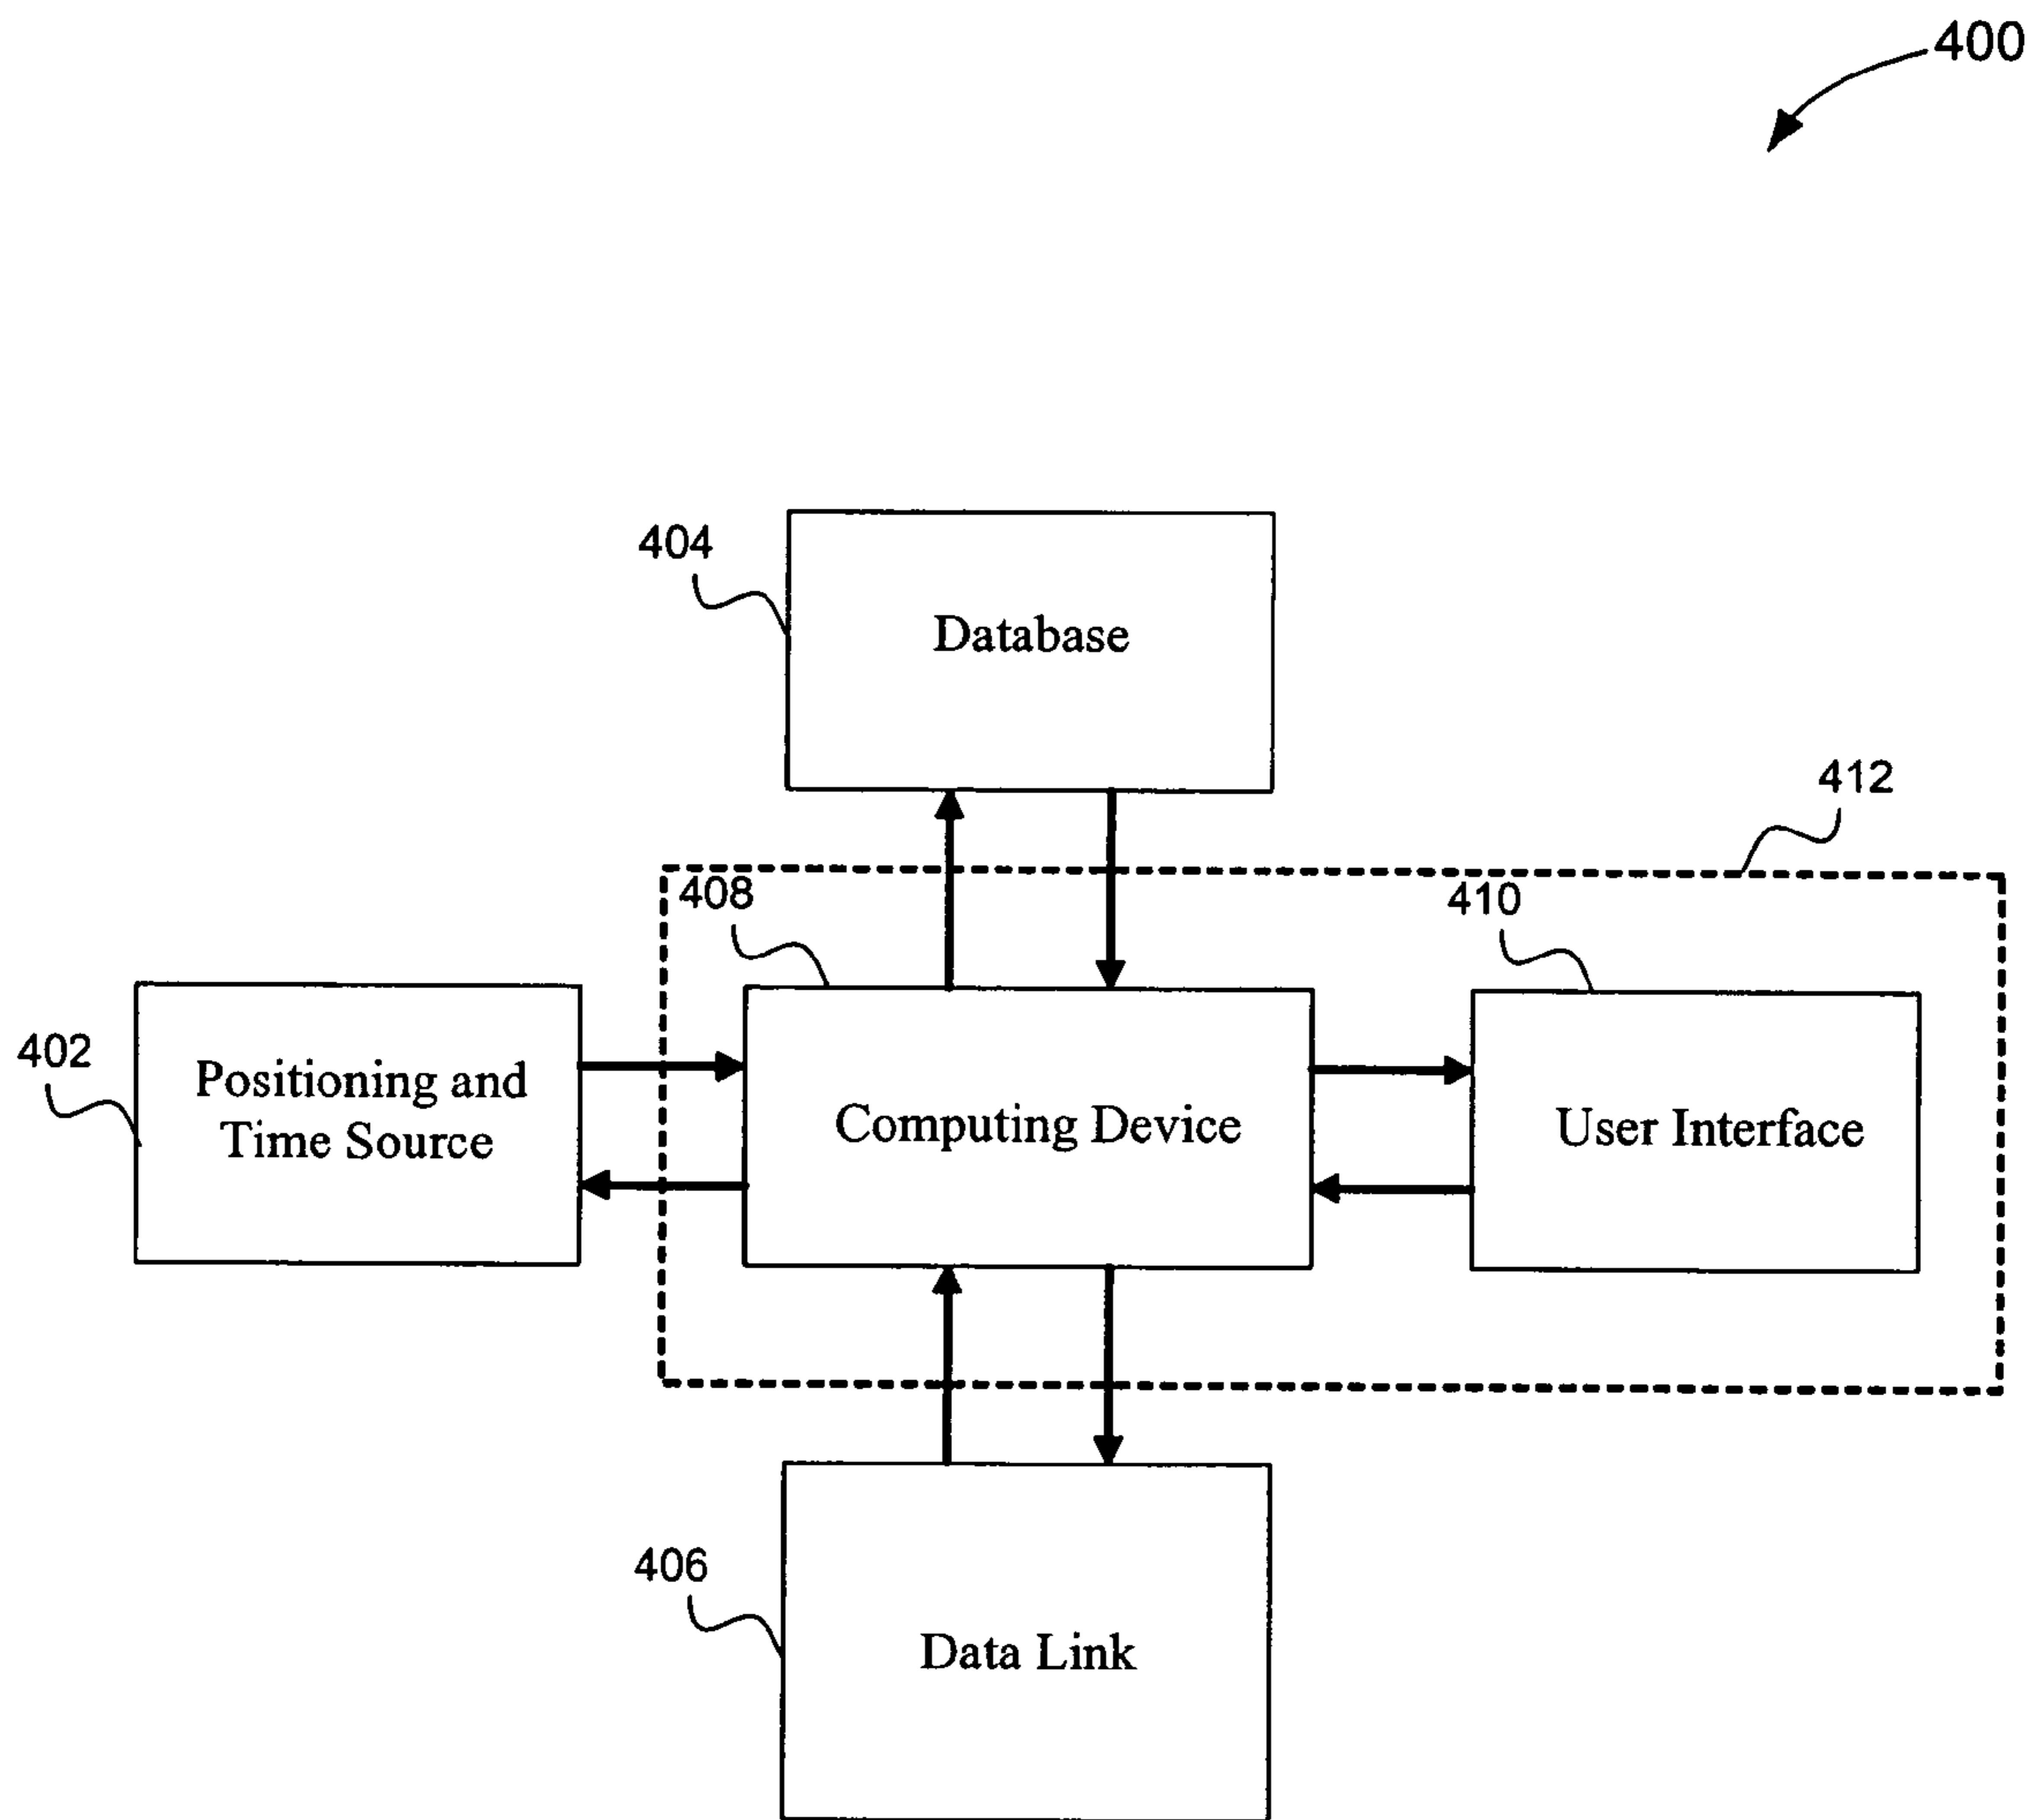 400
404
Database
412
408
410
402
Positioning and
Time Source
Computing Device
User Interface
406
Data Link